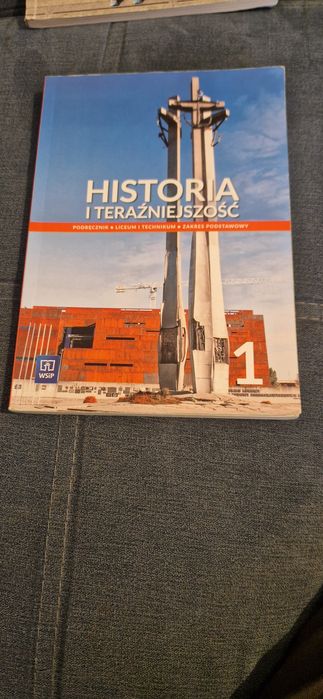 HISTORIA
I TERAŹNIEJSZOŚĆ
PODRĘCZNIK • LICEUM I TECHNIKUM • ZAKRES PODSTAWOWY
1
WSiP